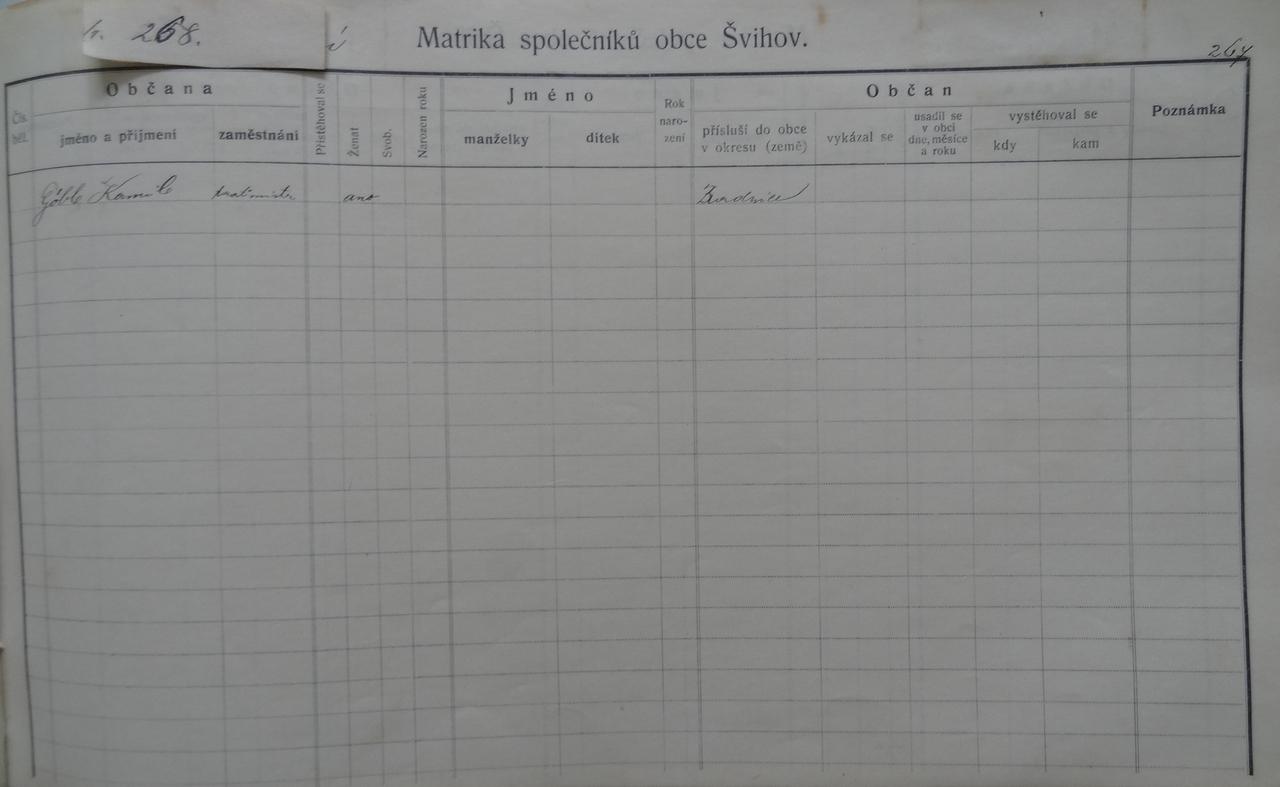 268.
Matrika společníků obce Švihov.
264
Čís. běž.
Občana
jméno a příjmení
zaměstnání
Přistěhoval se
Ženat
Svob.
Narozen roku
Jméno
manželky
dítek
Rok
naro-
zení
Občan
přísluší do obce
v okresu (země)
vykázal se
usadil se
v obci
dne, měsíce
a roku
vystěhoval se
kdy
kam
Poznámka
Kamil
ano